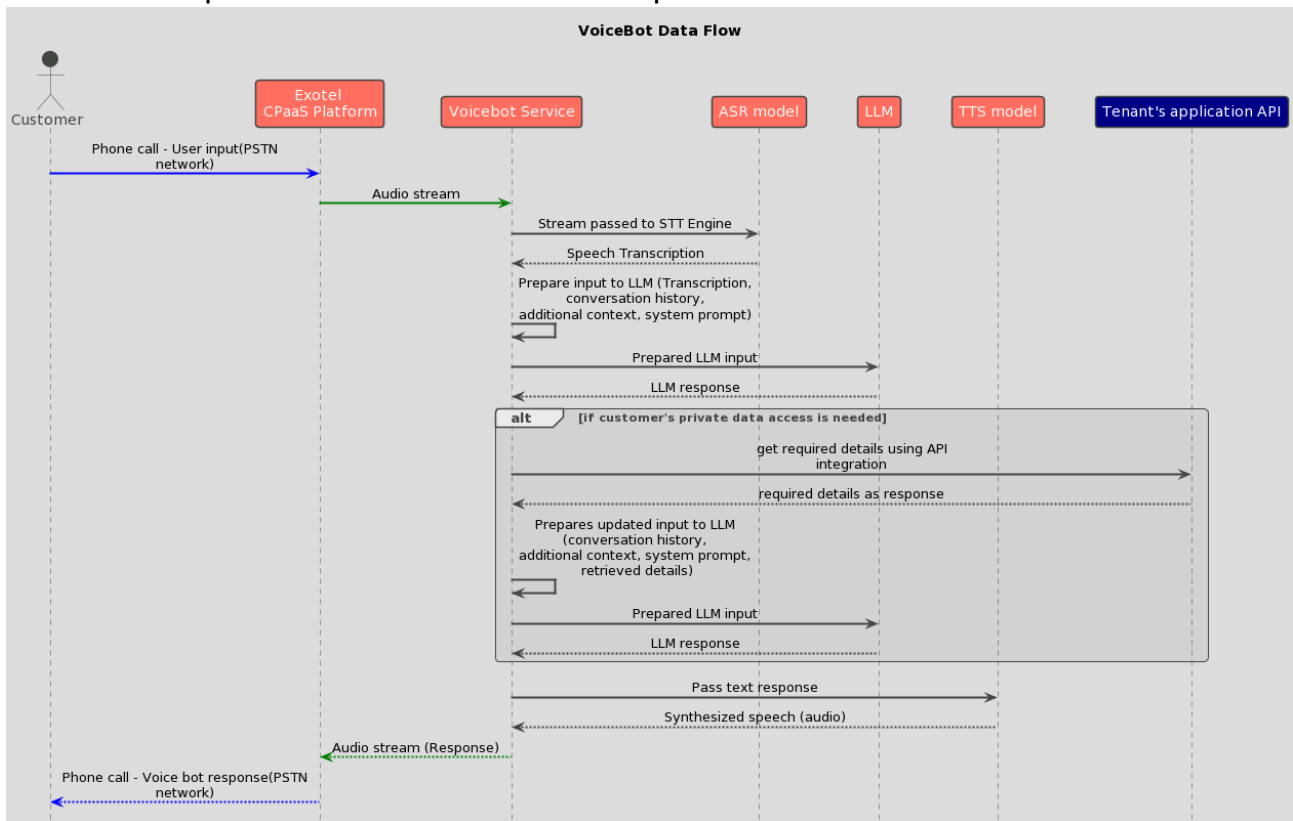 VoiceBot Data Flow
Customer
Exotel
CPaaS Platform
Voicebot Service
ASR model
LLM
TTS model
Tenant's application API
Phone call - User input(PSTN
network)
Audio stream
Stream passed to STT Engine
Speech Transcription
Prepare input to LLM (Transcription,
conversation history,
additional context, system prompt)
Prepared LLM input
LLM response
alt
[if customer's private data access is needed]
get required details using API
integration
required details as response
Prepares updated input to LLM
(conversation history,
additional context, system prompt,
retrieved details)
Prepared LLM input
LLM response
Pass text response
Synthesized speech (audio)
Audio stream (Response)
Phone call - Voice bot response(PSTN
network)